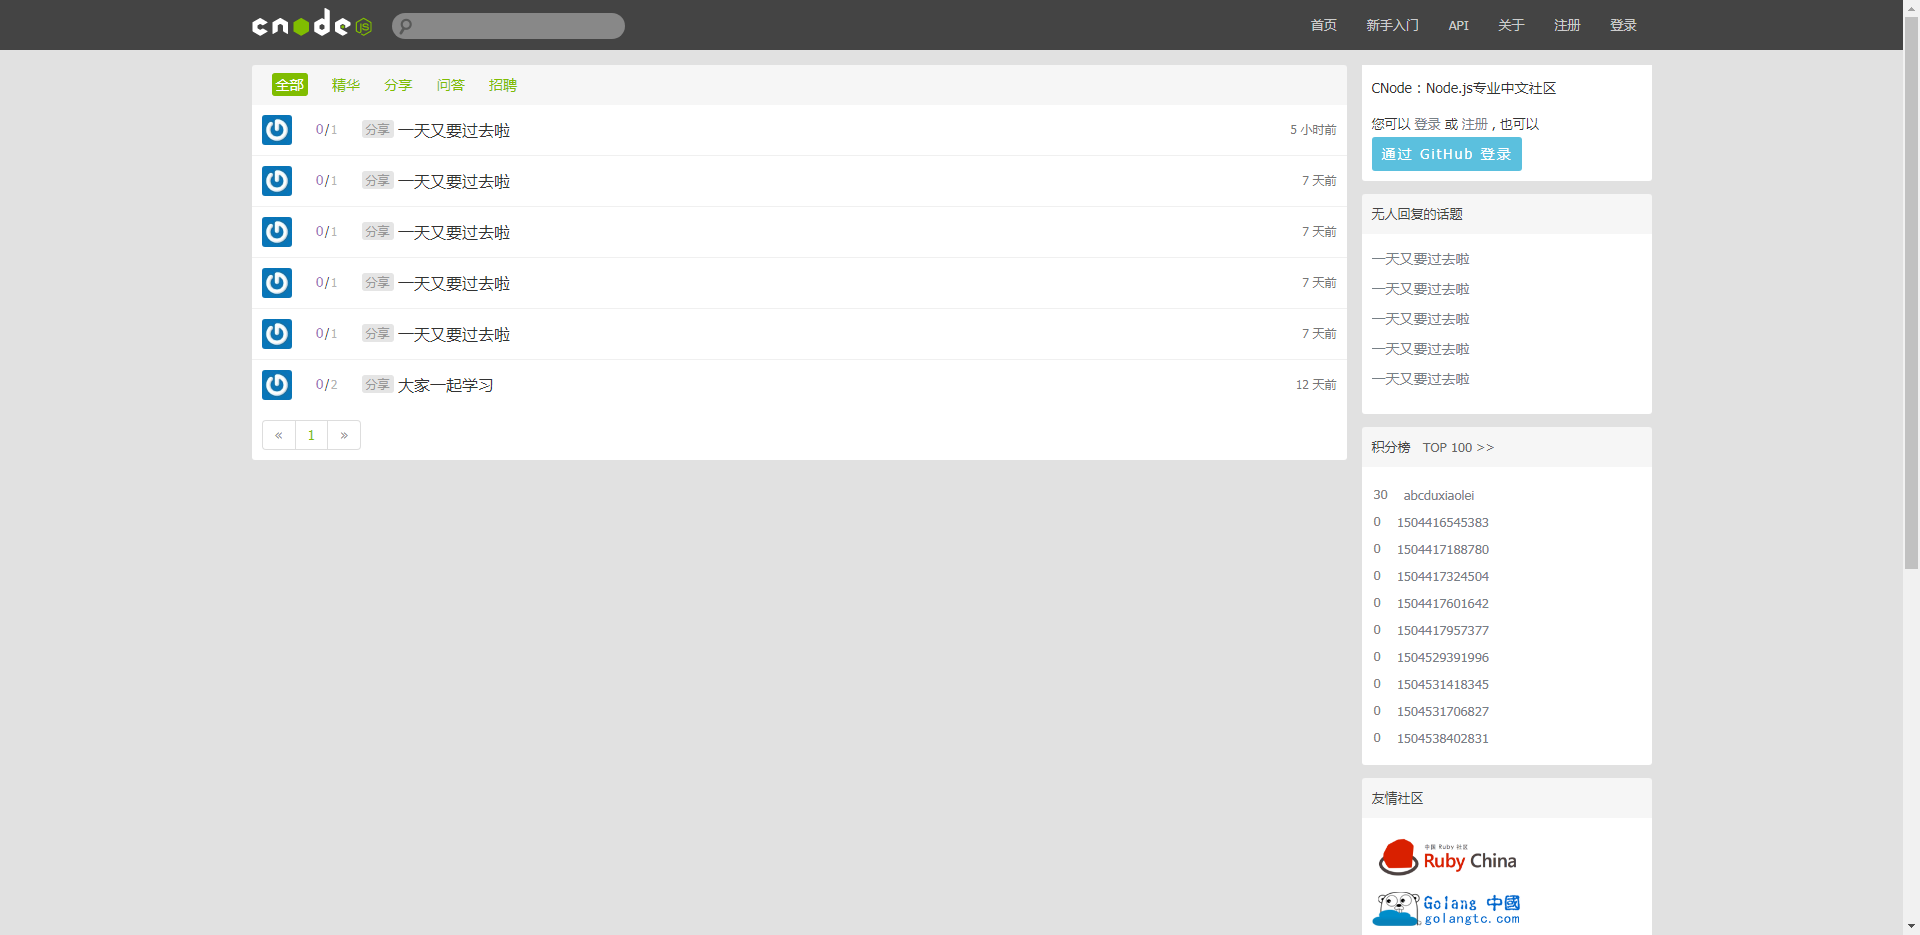 cnode JS 首页 新手入门 API 关于 注册 登录
全部 精华 分享 问答 招聘
0/1 分享 一天又要过去啦 5 小时前
0/1 分享 一天又要过去啦 7 天前
0/1 分享 一天又要过去啦 7 天前
0/1 分享 一天又要过去啦 7 天前
0/1 分享 一天又要过去啦 7 天前
0/2 分享 大家一起学习 12 天前
« 1 »
CNode：Node.js专业中文社区
您可以 登录 或 注册 , 也可以
通过 GitHub 登录
无人回复的话题
一天又要过去啦
一天又要过去啦
一天又要过去啦
一天又要过去啦
一天又要过去啦
积分榜 TOP 100 >>
30 abcduxiaolei
0 1504416545383
0 1504417188780
0 1504417324504
0 1504417601642
0 1504417957377
0 1504529391996
0 1504531418345
0 1504531706827
0 1504538402831
友情社区
中国 Ruby 社区
Ruby China
Golang 中國
golangtc.com